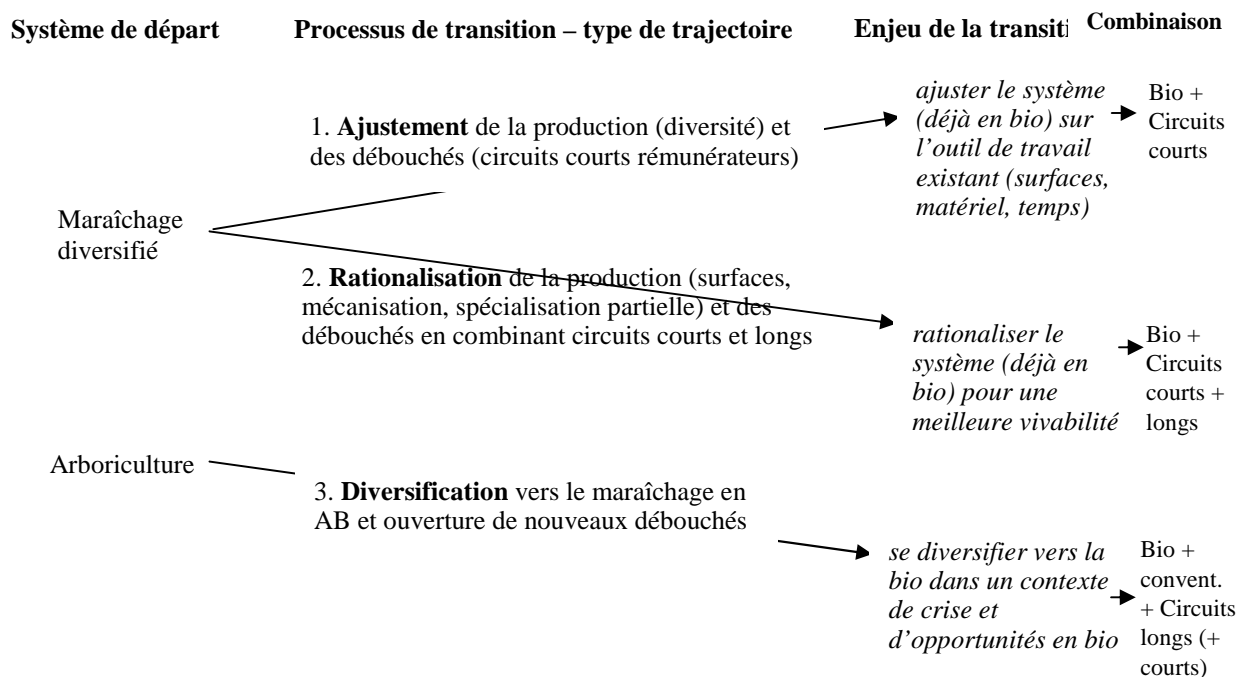 Système de départ
Processus de transition – type de trajectoire
Enjeu de la transiti
Combinaison
1. Ajustement de la production (diversité) et
des débouchés (circuits courts rémunérateurs)
ajuster le système
(déjà en bio) sur
l’outil de travail
existant (surfaces,
matériel, temps)
Bio +
Circuits
courts
Maraîchage
diversifié
2. Rationalisation de la production (surfaces,
mécanisation, spécialisation partielle) et des
débouchés en combinant circuits courts et longs
rationaliser le
système (déjà en
bio) pour une
meilleure vivabilité
Bio +
Circuits
courts +
longs
Arboriculture
3. Diversification vers le maraîchage en
AB et ouverture de nouveaux débouchés
se diversifier vers la
bio dans un contexte
de crise et
d’opportunités en bio
Bio +
convent.
+ Circuits
longs (+
courts)